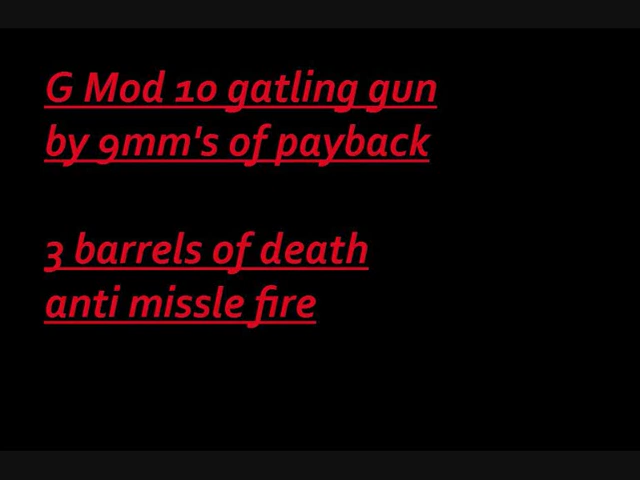 G Mod 10 gatling gun
by 9mm's of payback
3 barrels of death
anti missle fire